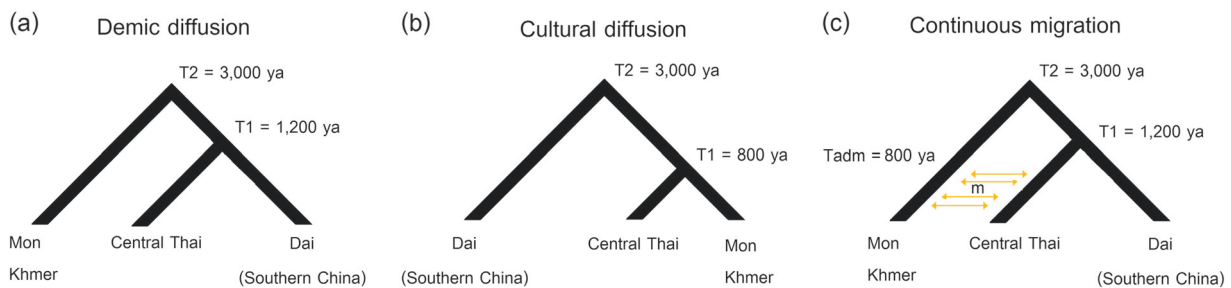 (a)
Demic diffusion
T2 = 3,000 ya
T1 = 1,200 ya
Mon
Khmer
Central Thai
Dai
(Southern China)
(b)
Cultural diffusion
T2 = 3,000 ya
T1 = 800 ya
Dai
(Southern China)
Central Thai
Mon
Khmer
(c)
Continuous migration
T2 = 3,000 ya
T1 = 1,200 ya
Tadm = 800 ya
m
Mon
Khmer
Central Thai
Dai
(Southern China)